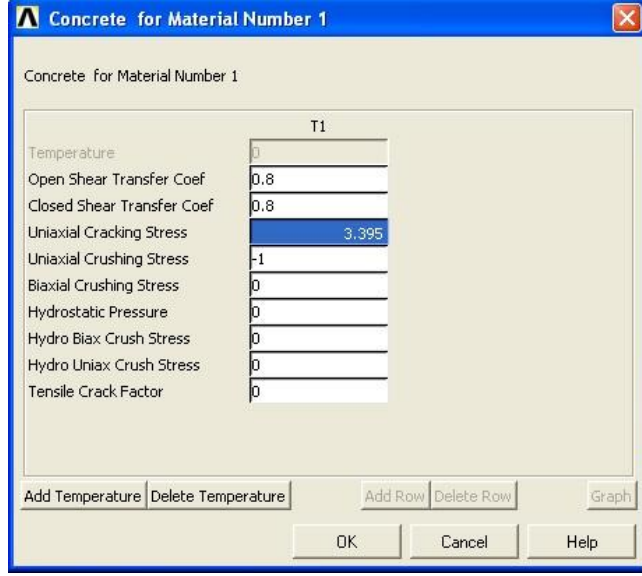 Concrete for Material Number 1
Concrete for Material Number 1
T1
Temperature 0
Open Shear Transfer Coef 0.8
Closed Shear Transfer Coef 0.8
Uniaxial Cracking Stress 3.395
Uniaxial Crushing Stress -1
Biaxial Crushing Stress 0
Hydrostatic Pressure 0
Hydro Biax Crush Stress 0
Hydro Uniax Crush Stress 0
Tensile Crack Factor 0
Add Temperature Delete Temperature Add Row Delete Row Graph
OK Cancel Help